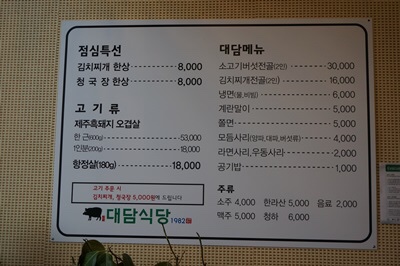 점심특선
김치찌개 한상 8,000
청 국 장 한상 8,000
고 기 류
제주흑돼지 오겹살
한 근(600g) 53,000
1인분(200g) 18,000
항정살(180g) 18,000
고기 주문 시
김치찌개, 청국장 5,000원에 드립니다
대담식당 1982
대담메뉴
소고기버섯전골(2인) 30,000
김치찌개전골(2인) 16,000
냉면(물,비빔) 6,000
계란말이 5,000
쫄면 5,000
모듬사리(양파,대파,버섯류) 4,000
라면사리,우동사리 2,000
공기밥 1,000
주류
소주 4,000 한라산 5,000 음료 2,000
맥주 5,000 청하 6,000